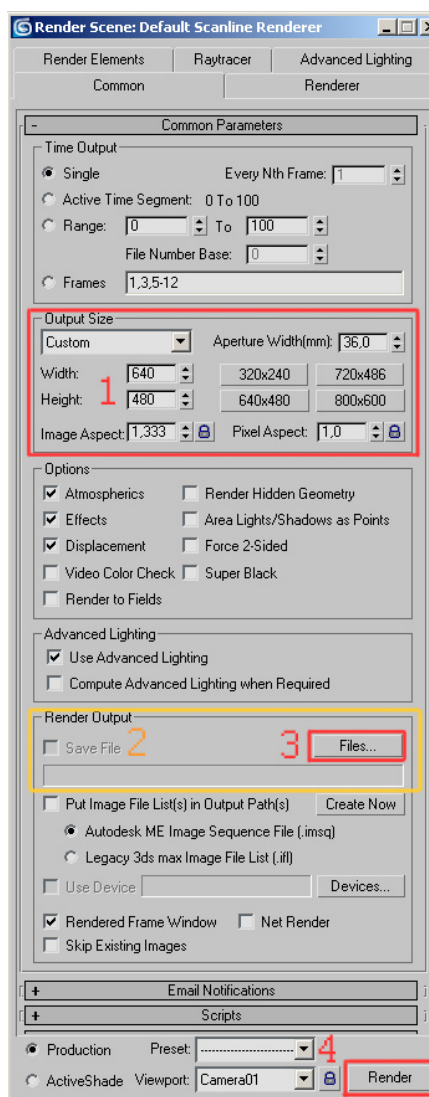 Render Scene: Default Scanline Renderer
Render Elements Raytracer Advanced Lighting
Common Renderer
- Common Parameters
Time Output
Single Every Nth Frame: 1
Active Time Segment: 0 To 100
Range: 0 To 100
File Number Base: 0
Frames 1,3,5-12
Output Size
Custom Aperture Width(mm): 36,0
Width: 640 320x240 720x486
1
Height: 480 640x480 800x600
Image Aspect: 1,333 Pixel Aspect: 1,0
Options
Atmospherics Render Hidden Geometry
Effects Area Lights/Shadows as Points
Displacement Force 2-Sided
Video Color Check Super Black
Render to Fields
Advanced Lighting
Use Advanced Lighting
Compute Advanced Lighting when Required
Render Output
Save File 2 3 Files...
Put Image File List(s) in Output Path(s) Create Now
Autodesk ME Image Sequence File (.imsq)
Legacy 3ds max Image File List (.ifl)
Use Device Devices...
Rendered Frame Window Net Render
Skip Existing Images
+ Email Notifications
+ Scripts
Production Preset: ----------------------- 4
ActiveShade Viewport: Camera01 Render